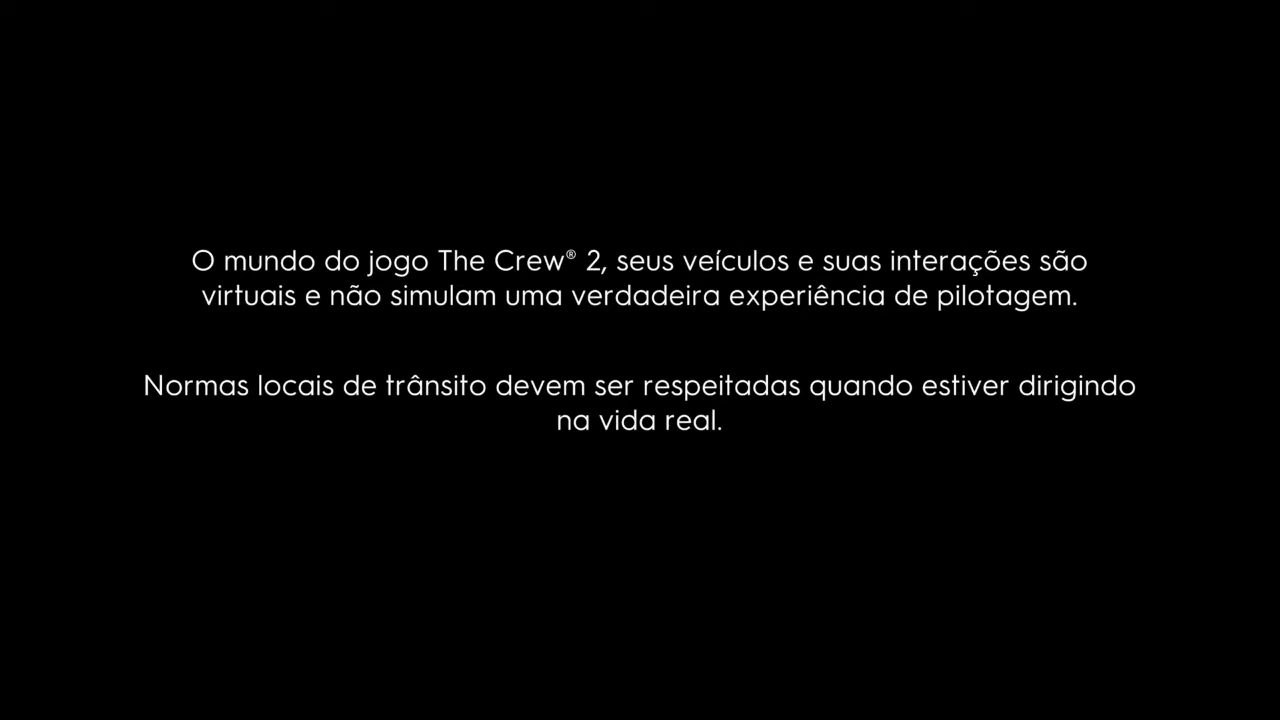 O mundo do jogo The Crew® 2, seus veículos e suas interações são
virtuais e não simulam uma verdadeira experiência de pilotagem.
Normas locais de trânsito devem ser respeitadas quando estiver dirigindo
na vida real.